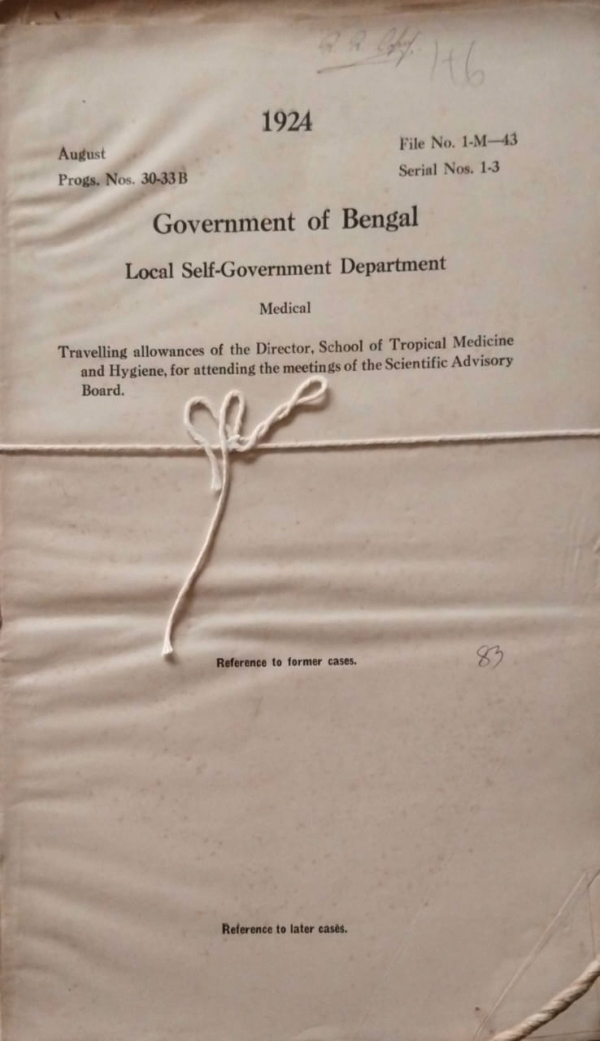 146
1924
August
File No. 1-M—43
Progs. Nos. 30-33 B
Serial Nos. 1-3
Government of Bengal
Local Self-Government Department
Medical
Travelling allowances of the Director, School of Tropical Medicine
and Hygiene, for attending the meetings of the Scientific Advisory
Board.
Reference to former cases.
83
Reference to later cases.